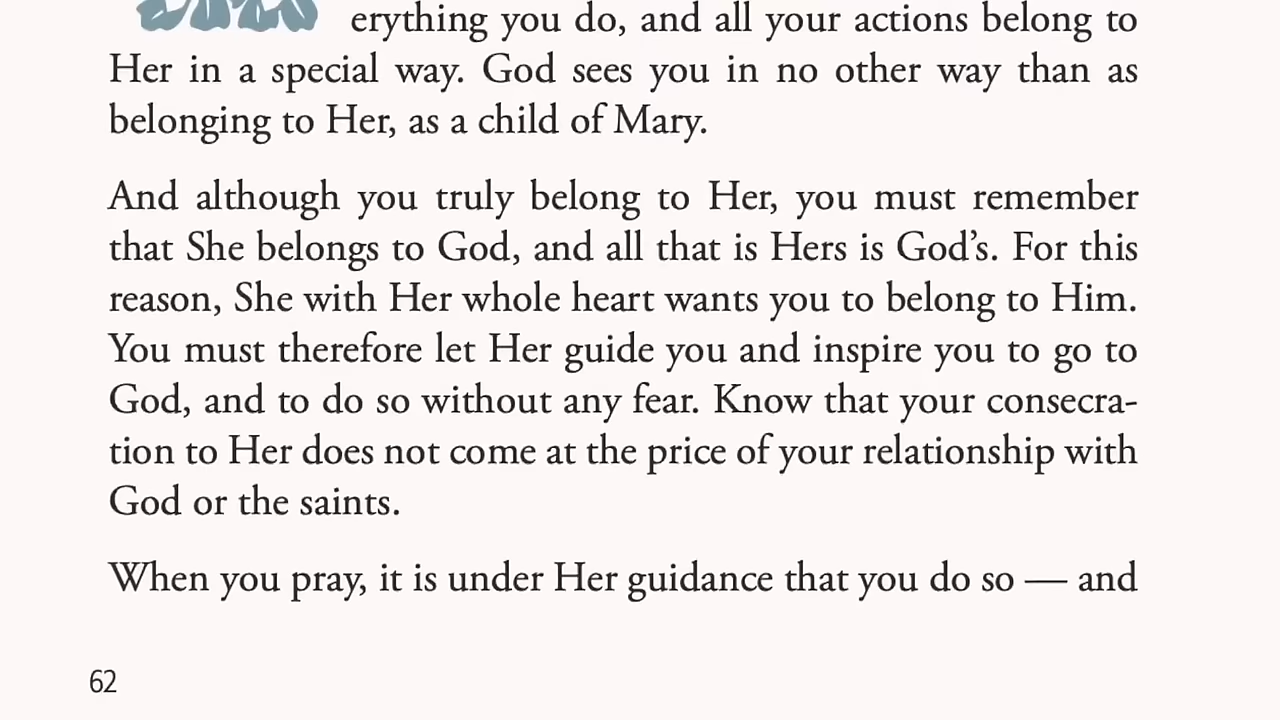 erything you do, and all your actions belong to
Her in a special way. God sees you in no other way than as
belonging to Her, as a child of Mary.
And although you truly belong to Her, you must remember
that She belongs to God, and all that is Hers is God’s. For this
reason, She with Her whole heart wants you to belong to Him.
You must therefore let Her guide you and inspire you to go to
God, and to do so without any fear. Know that your consecra-
tion to Her does not come at the price of your relationship with
God or the saints.
When you pray, it is under Her guidance that you do so — and
62